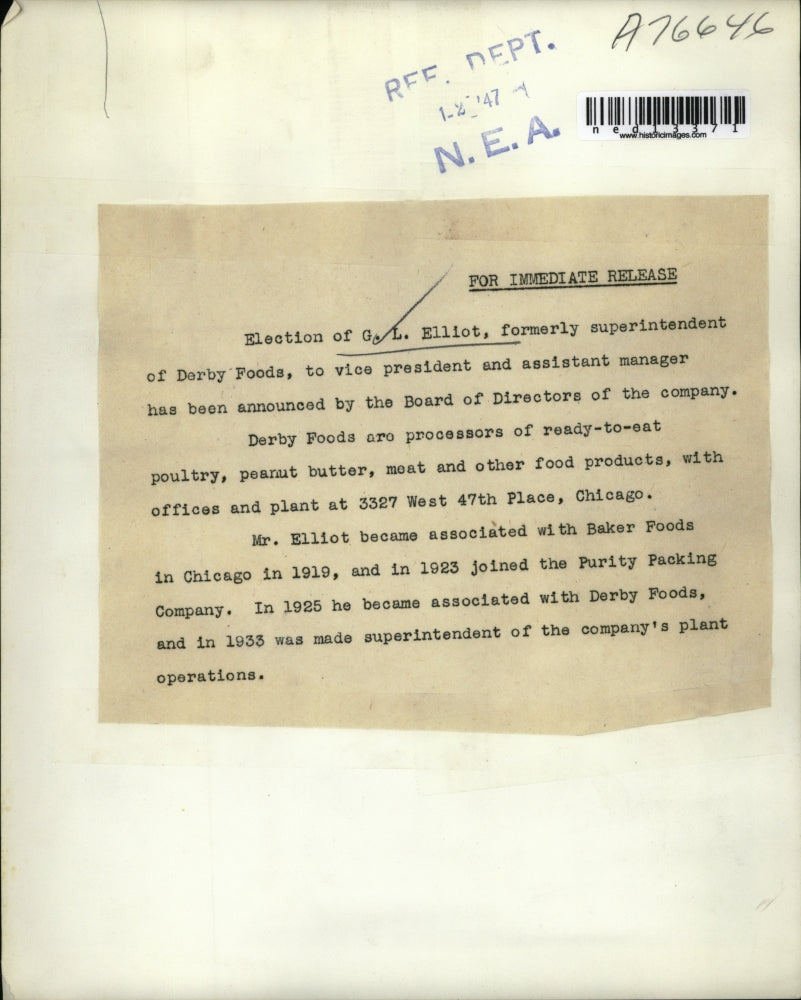 A76646
REF. DEPT.
1-2-'47
N.E.A.
ned13371
www.historicimages.com
FOR IMMEDIATE RELEASE
Election of G. L. Elliot, formerly superintendent
of Derby Foods, to vice president and assistant manager
has been announced by the Board of Directors of the company.
Derby Foods are processors of ready-to-eat
poultry, peanut butter, meat and other food products, with
offices and plant at 3327 West 47th Place, Chicago.
Mr. Elliot became associated with Baker Foods
in Chicago in 1919, and in 1923 joined the Purity Packing
Company. In 1925 he became associated with Derby Foods,
and in 1933 was made superintendent of the company's plant
operations.